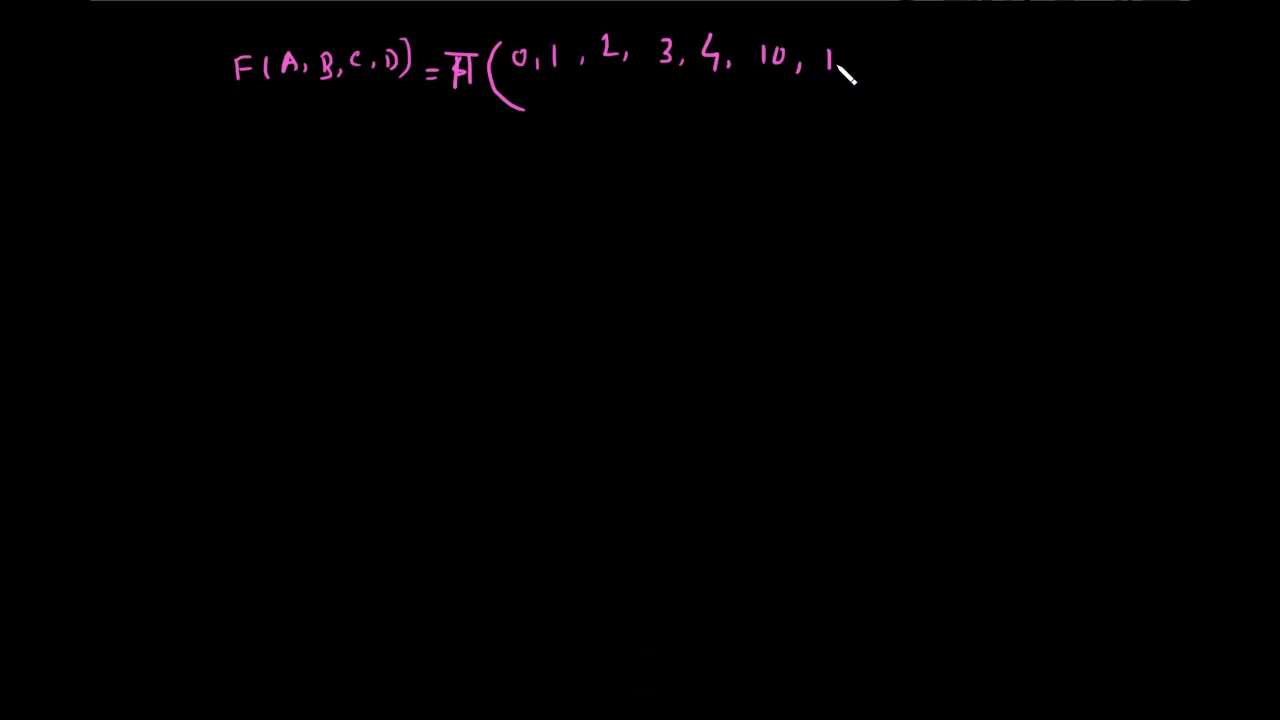 F(A, B, C, D) = π(0, 1, 2, 3, 4, 10, 1